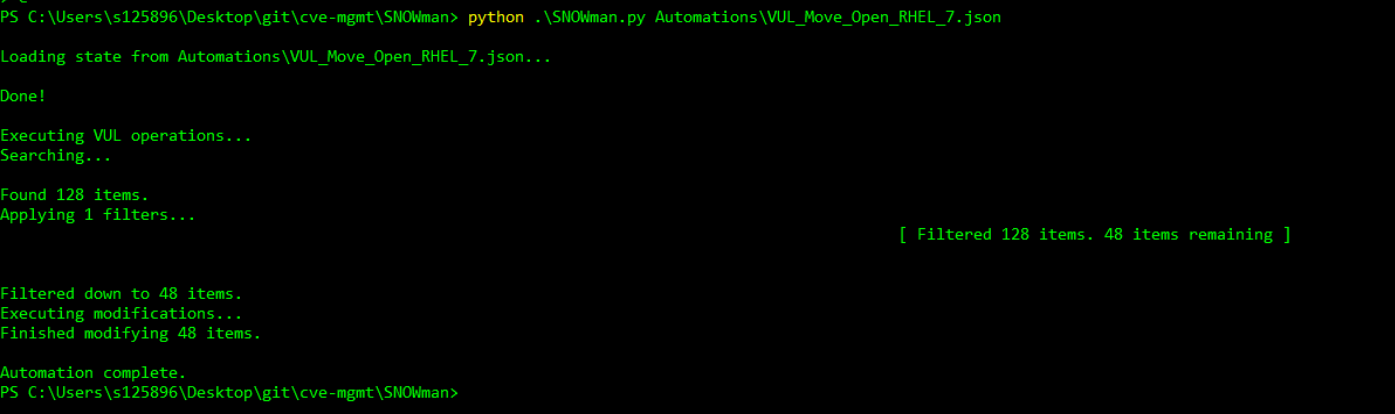 PS C:\Users\s125896\Desktop\git\cve-mgmt\SNOWman> python .\SNOWman.py Automations\VUL_Move_Open_RHEL_7.json
Loading state from Automations\VUL_Move_Open_RHEL_7.json...
Done!
Executing VUL operations...
Searching...
Found 128 items.
Applying 1 filters...
[ Filtered 128 items. 48 items remaining ]
Filtered down to 48 items.
Executing modifications...
Finished modifying 48 items.
Automation complete.
PS C:\Users\s125896\Desktop\git\cve-mgmt\SNOWman>